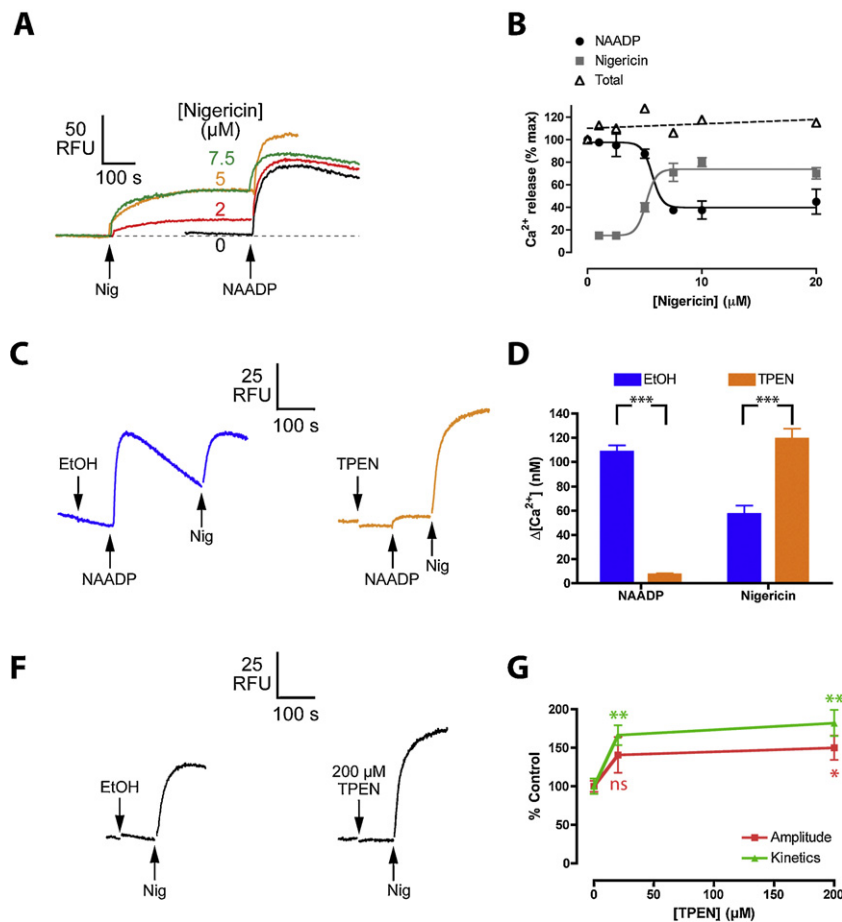 A
50
RFU
100 s
[Nigericin]
(µM)
7.5
5
2
0
Nig
NAADP
B
NAADP
Nigericin
Total
Ca2+ release (% max)
120
100
80
60
40
20
0
0
10
20
[Nigericin] (µM)
C
25
RFU
100 s
EtOH
NAADP
Nig
TPEN
NAADP
Nig
D
EtOH
TPEN
Δ[Ca2+] (nM)
140
120
100
80
60
40
20
0
***
***
NAADP
Nigericin
F
25
RFU
100 s
EtOH
Nig
200 µM
TPEN
Nig
G
% Control
200
150
100
50
0
**
ns
**
*
Amplitude
Kinetics
0
50
100
150
200
[TPEN] (µM)